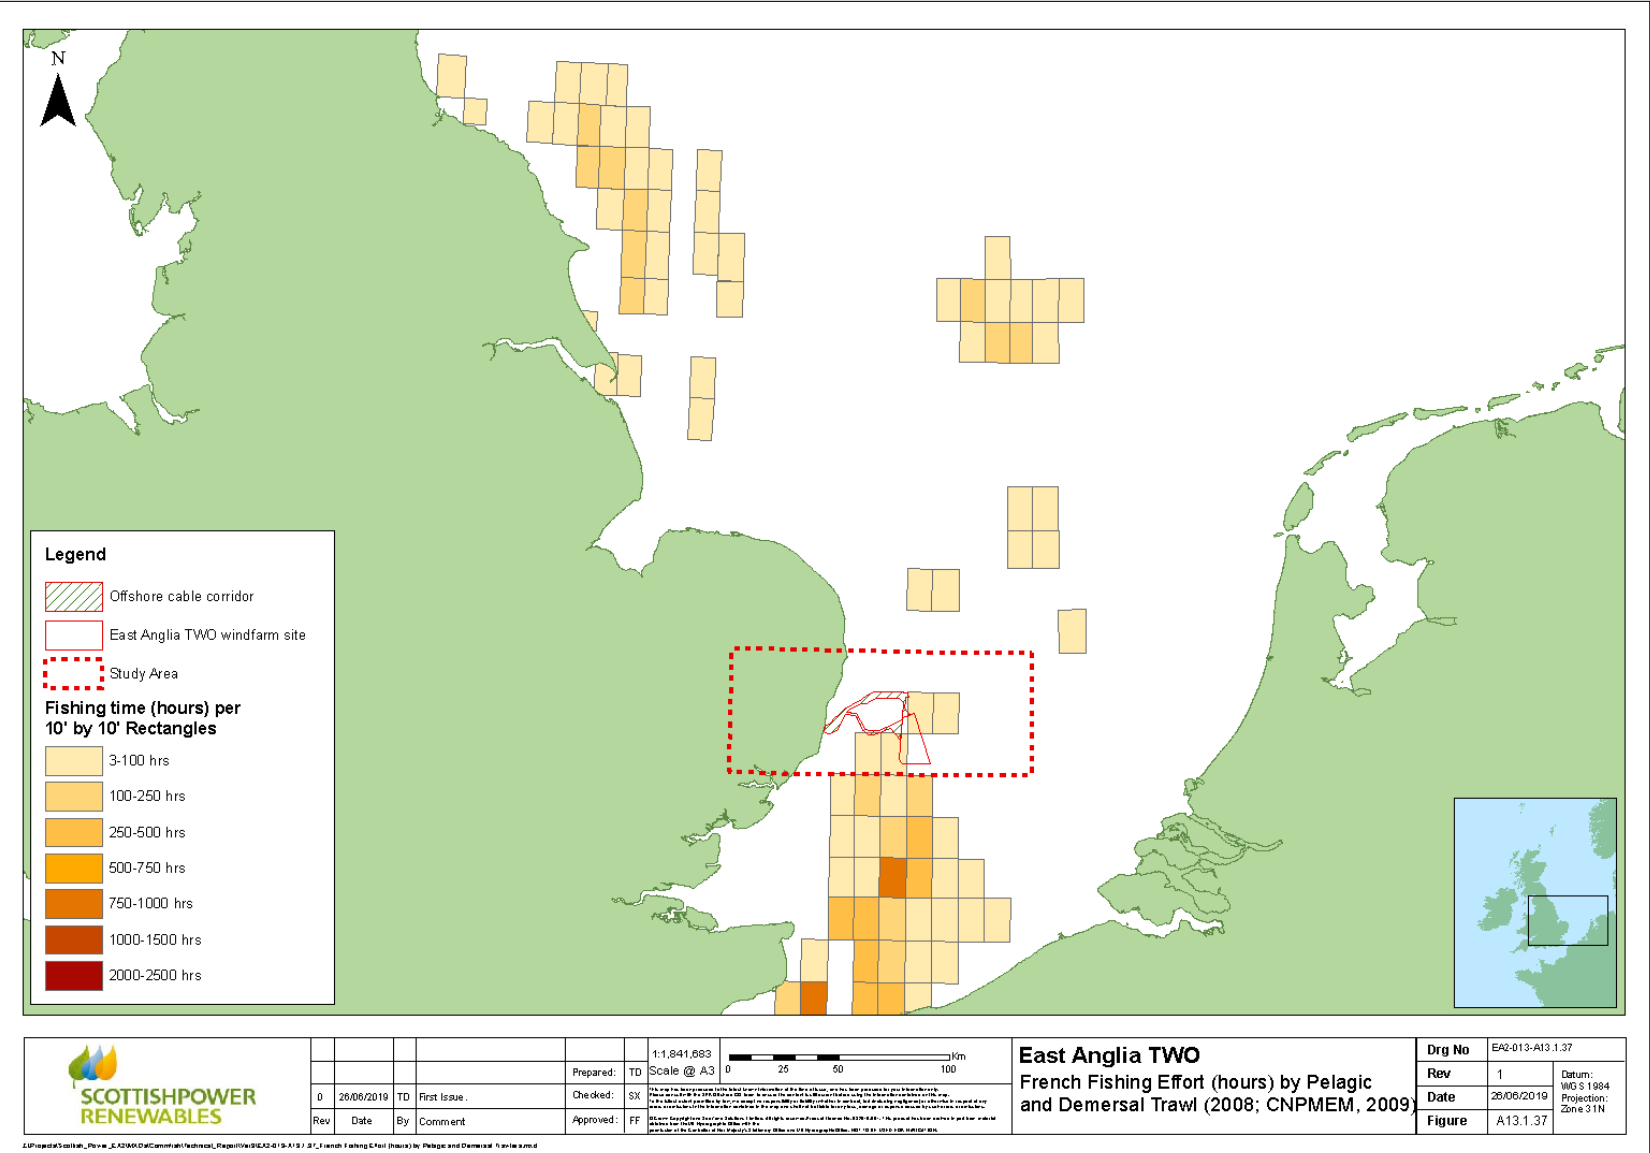 N
Legend
Offshore cable corridor
East Anglia TWO windfarm site
Study Area
Fishing time (hours) per
10' by 10' Rectangles
3-100 hrs
100-250 hrs
250-500 hrs
500-750 hrs
750-1000 hrs
1000-1500 hrs
2000-2500 hrs
SCOTTISHPOWER
RENEWABLES
0 26/06/2019 TD First Issue.
Rev Date By Comment
Prepared: TD
Checked: SX
Approved: FF
1:1,841,683
Scale @ A3
0 25 50 100 Km
East Anglia TWO
French Fishing Effort (hours) by Pelagic
and Demersal Trawl (2008; CNPMEM, 2009)
Drg No EA2-013-A13.1.37
Rev 1
Date 26/06/2019
Figure A13.1.37
Datum:
WGS 1984
Projection:
Zone 31N